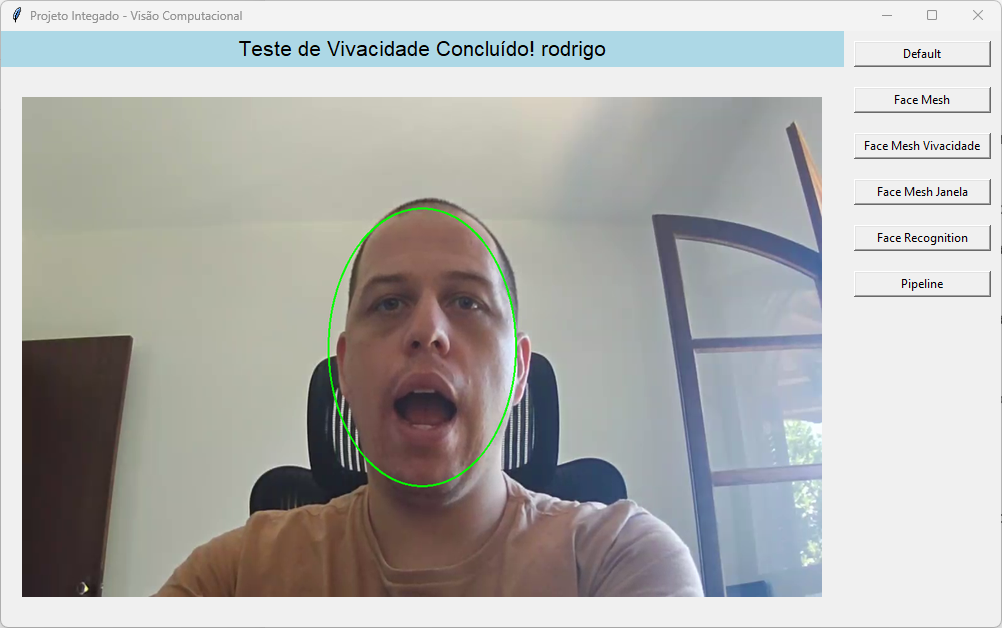 Projeto Integado - Visão Computacional
Teste de Vivacidade Concluído! rodrigo
Default
Face Mesh
Face Mesh Vivacidade
Face Mesh Janela
Face Recognition
Pipeline